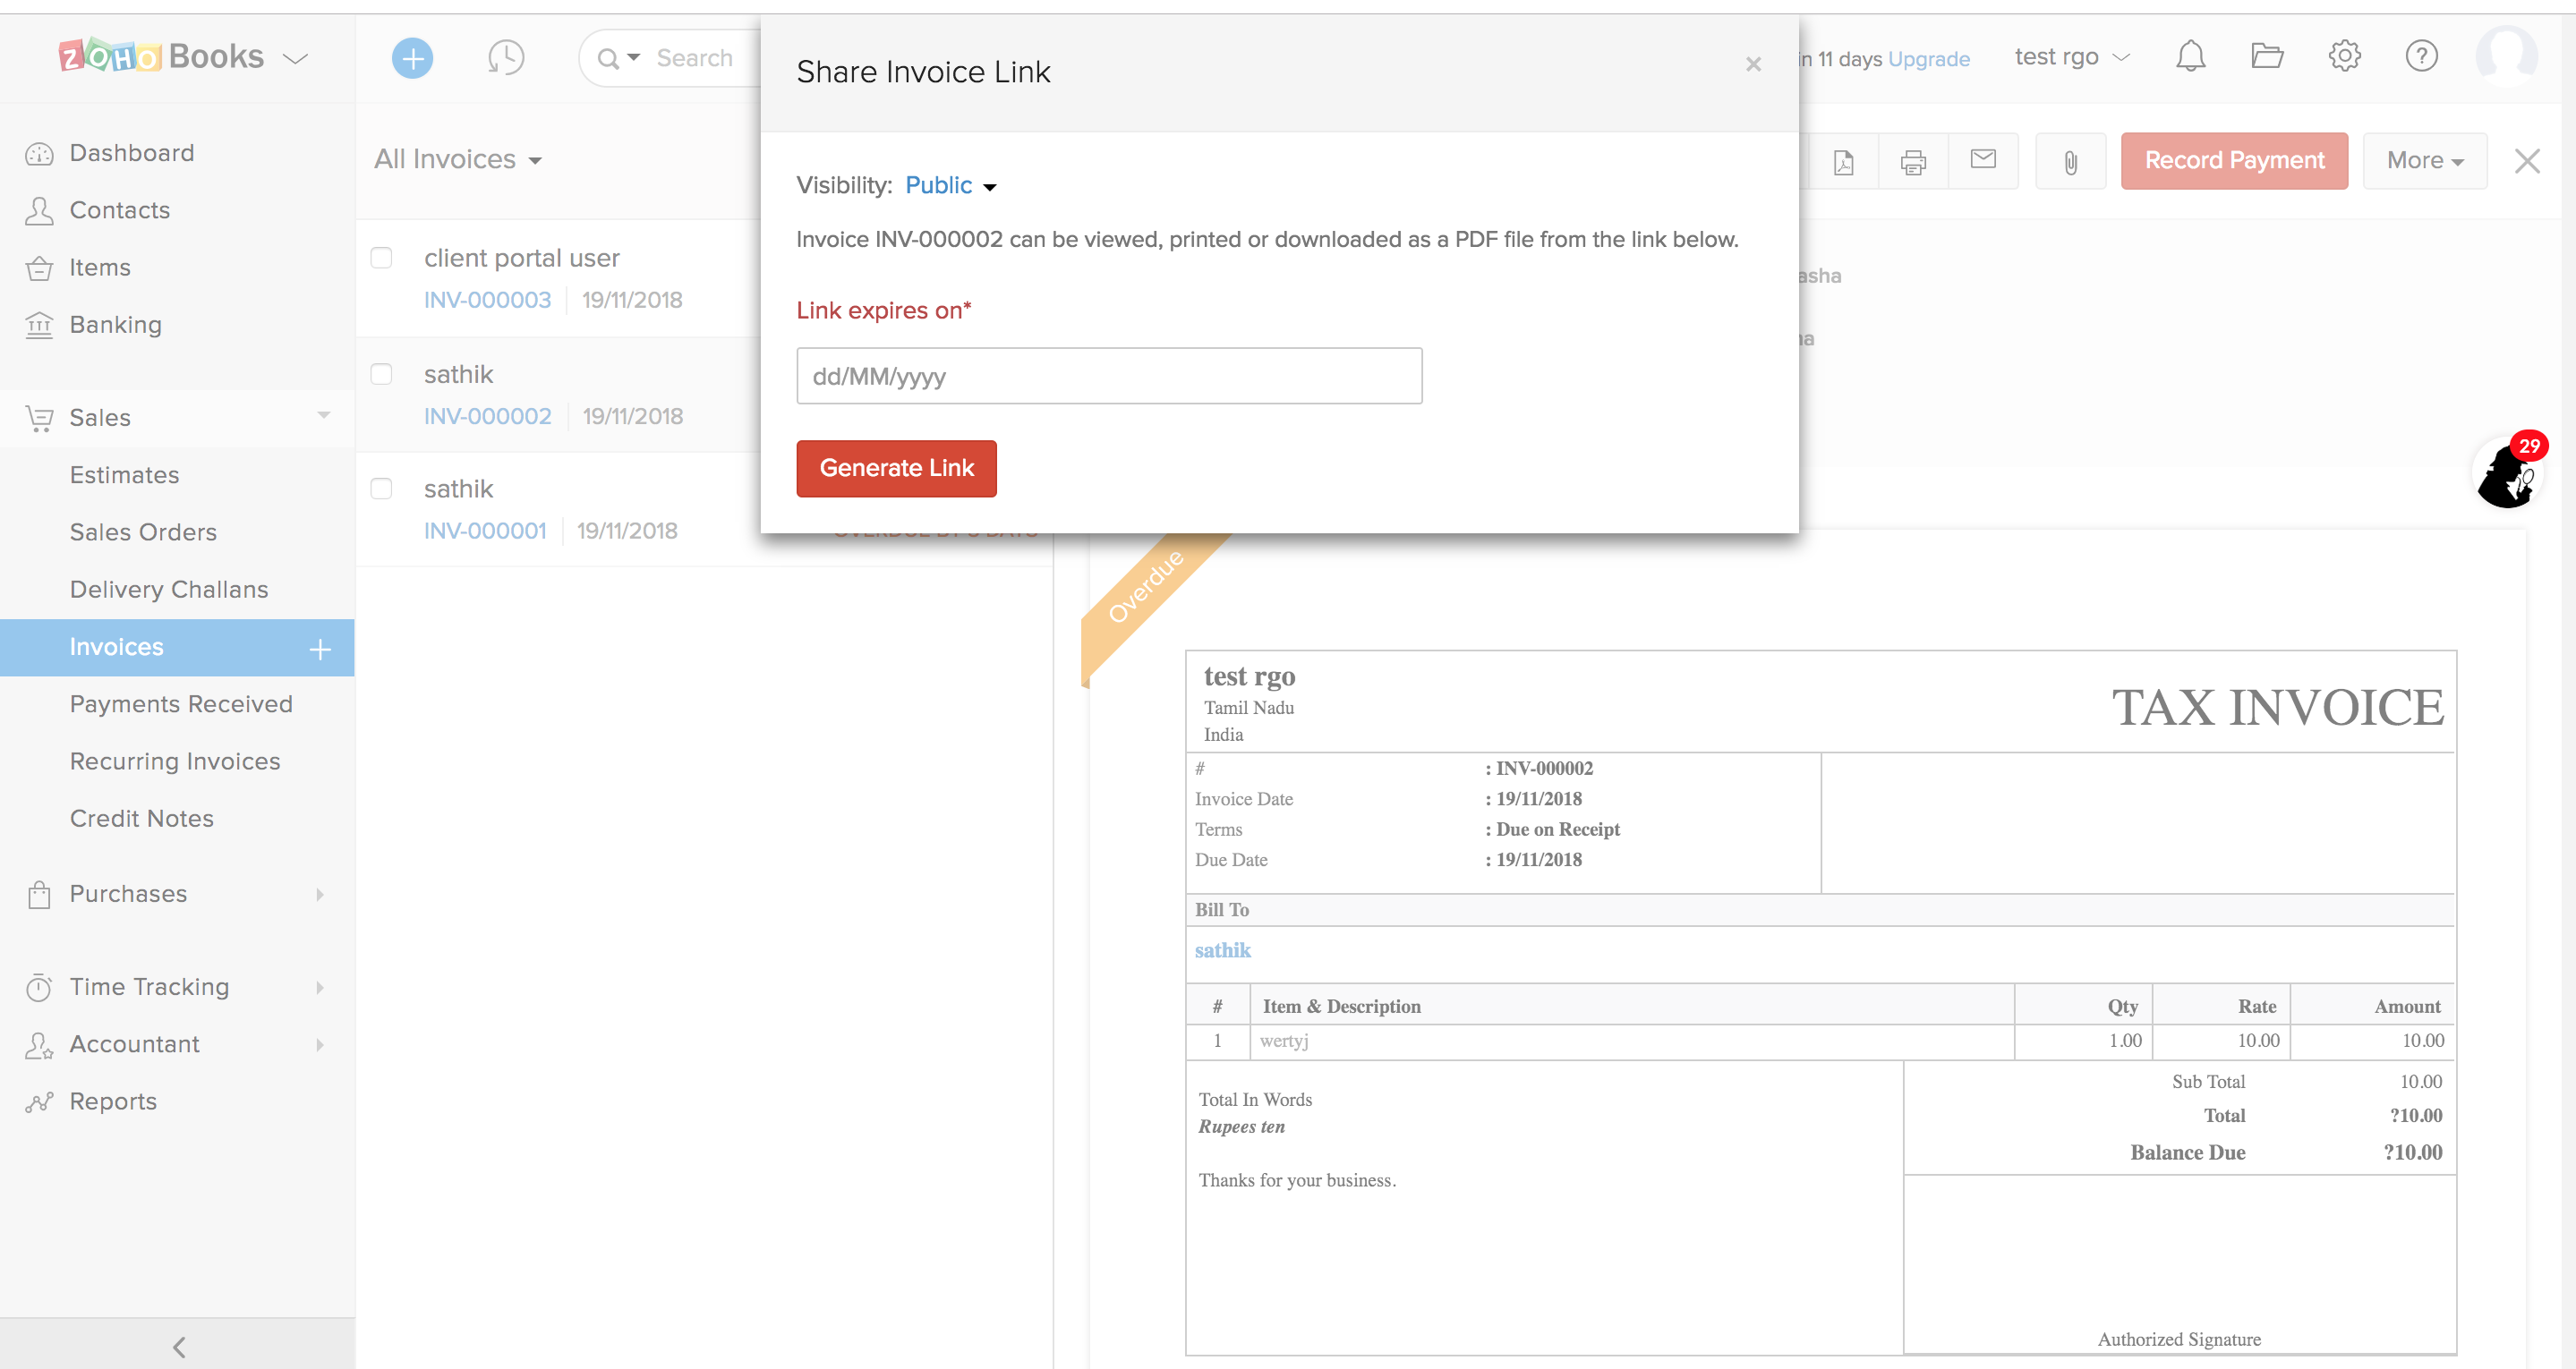 ZOHO Books
Dashboard
Contacts
Items
Banking
Sales
Estimates
Sales Orders
Delivery Challans
Invoices
Payments Received
Recurring Invoices
Credit Notes
Purchases
Time Tracking
Accountant
Reports
Search
in 11 days Upgrade
test rgo
All Invoices
client portal user
INV-000003 19/11/2018
sathik
INV-000002 19/11/2018
sathik
INV-000001 19/11/2018
Share Invoice Link
×
Visibility: Public
Invoice INV-000002 can be viewed, printed or downloaded as a PDF file from the link below.
Link expires on*
dd/MM/yyyy
Generate Link
Record Payment
More
asha
29
Overdue
test rgo
Tamil Nadu
India
TAX INVOICE
# : INV-000002
Invoice Date : 19/11/2018
Terms : Due on Receipt
Due Date : 19/11/2018
Bill To
sathik
# Item & Description Qty Rate Amount
1 wertyj 1.00 10.00 10.00
Sub Total 10.00
Total ?10.00
Balance Due ?10.00
Total In Words
Rupees ten
Thanks for your business.
Authorized Signature